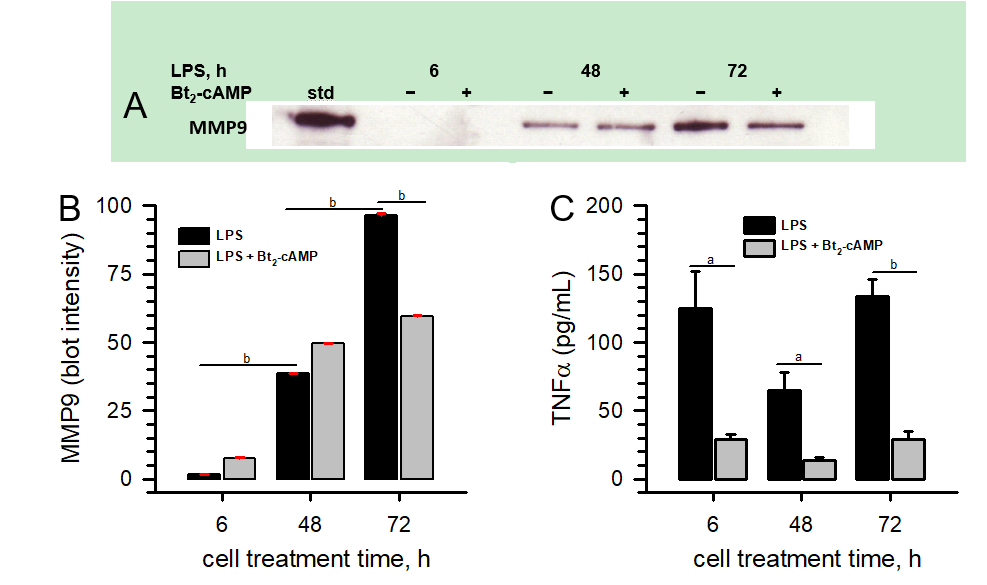 LPS, h 6 48 72
Bt2-cAMP std – + – + – +
A
MMP9
B
MMP9 (blot intensity)
100
75
50
25
0
LPS
LPS + Bt2-cAMP
b
b
b
6 48 72
cell treatment time, h
C
TNFα (pg/mL)
200
150
100
50
0
LPS
LPS + Bt2-cAMP
a
a
b
6 48 72
cell treatment time, h